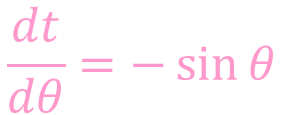 dt/dθ = − sin θ